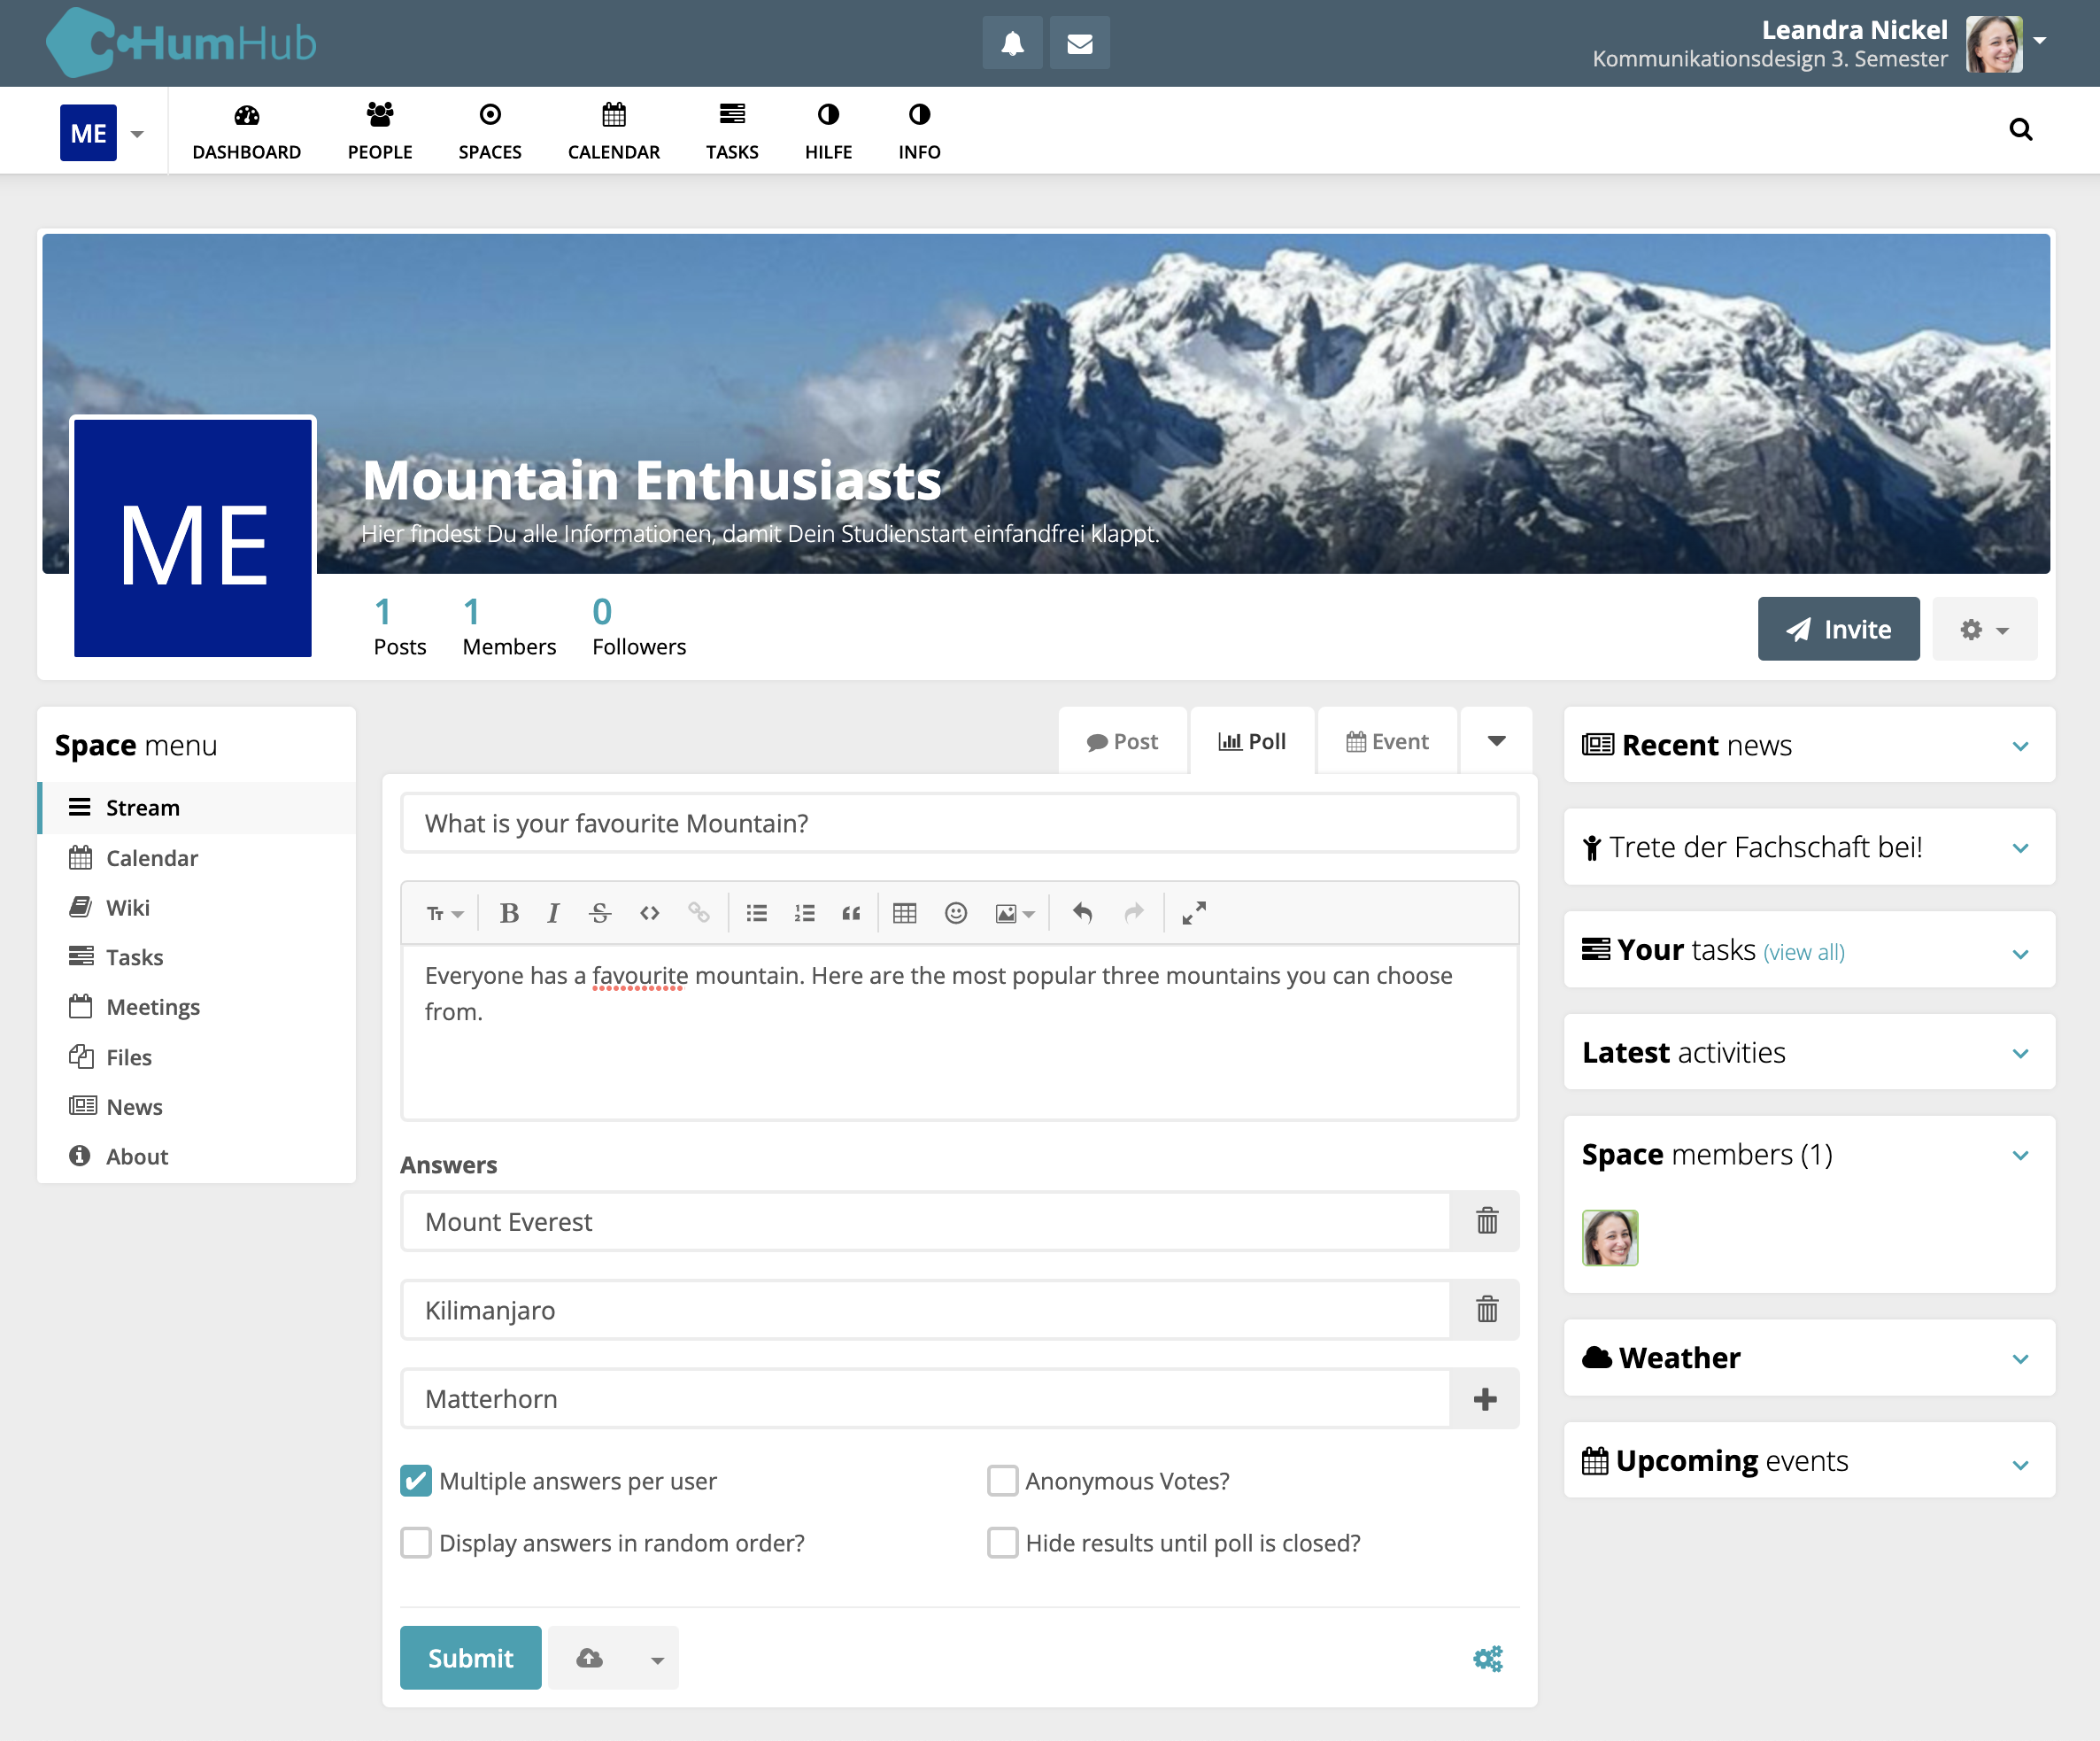 HumHub
Leandra Nickel
Kommunikationsdesign 3. Semester
ME
DASHBOARD
PEOPLE
SPACES
CALENDAR
TASKS
HILFE
INFO
ME
Mountain Enthusiasts
Hier findest Du alle Informationen, damit Dein Studienstart einfandfrei klappt.
1 Posts
1 Members
0 Followers
Invite
Space menu
Stream
Calendar
Wiki
Tasks
Meetings
Files
News
About
Post
Poll
Event
What is your favourite Mountain?
Everyone has a favourite mountain. Here are the most popular three mountains you can choose
from.
Answers
Mount Everest
Kilimanjaro
Matterhorn
Multiple answers per user
Anonymous Votes?
Display answers in random order?
Hide results until poll is closed?
Submit
Recent news
Trete der Fachschaft bei!
Your tasks (view all)
Latest activities
Space members (1)
Weather
Upcoming events